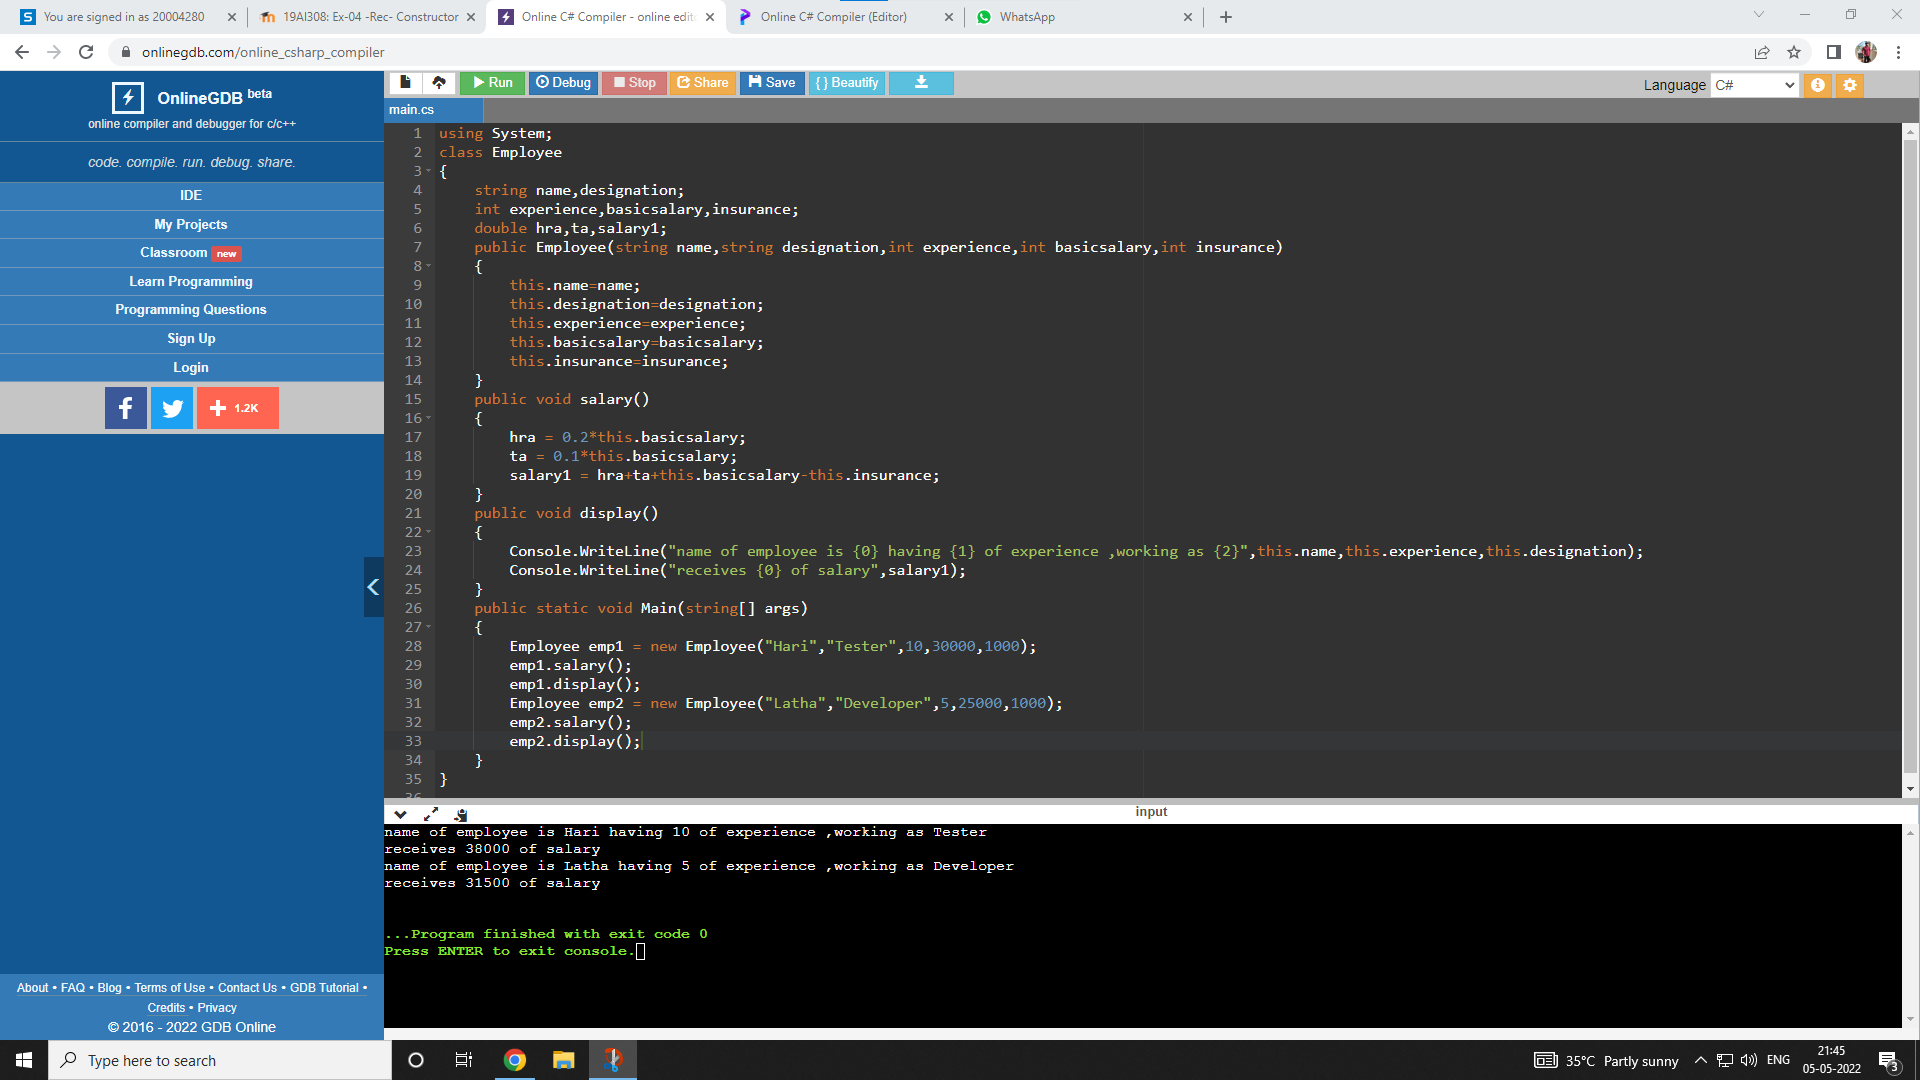 You are signed in as 20004280
19AI308: Ex-04 -Rec- Constructor
Online C# Compiler - online edit
Online C# Compiler (Editor)
WhatsApp
onlinegdb.com/online_csharp_compiler
OnlineGDB beta
online compiler and debugger for c/c++
code. compile. run. debug. share.
IDE
My Projects
Classroom new
Learn Programming
Programming Questions
Sign Up
Login
f
1.2K
About • FAQ • Blog • Terms of Use • Contact Us • GDB Tutorial •
Credits • Privacy
© 2016 - 2022 GDB Online
Run Debug Stop Share Save { } Beautify
Language C#
main.cs
1 using System;
2 class Employee
3 {
4 string name,designation;
5 int experience,basicsalary,insurance;
6 double hra,ta,salary1;
7 public Employee(string name,string designation,int experience,int basicsalary,int insurance)
8 {
9 this.name=name;
10 this.designation=designation;
11 this.experience=experience;
12 this.basicsalary=basicsalary;
13 this.insurance=insurance;
14 }
15 public void salary()
16 {
17 hra = 0.2*this.basicsalary;
18 ta = 0.1*this.basicsalary;
19 salary1 = hra+ta+this.basicsalary-this.insurance;
20 }
21 public void display()
22 {
23 Console.WriteLine("name of employee is {0} having {1} of experience ,working as {2}",this.name,this.experience,this.designation);
24 Console.WriteLine("receives {0} of salary",salary1);
25 }
26 public static void Main(string[] args)
27 {
28 Employee emp1 = new Employee("Hari","Tester",10,30000,1000);
29 emp1.salary();
30 emp1.display();
31 Employee emp2 = new Employee("Latha","Developer",5,25000,1000);
32 emp2.salary();
33 emp2.display();
34 }
35 }
36
input
name of employee is Hari having 10 of experience ,working as Tester
receives 38000 of salary
name of employee is Latha having 5 of experience ,working as Developer
receives 31500 of salary
...Program finished with exit code 0
Press ENTER to exit console.
Type here to search
35°C Partly sunny
ENG
21:45
05-05-2022
3